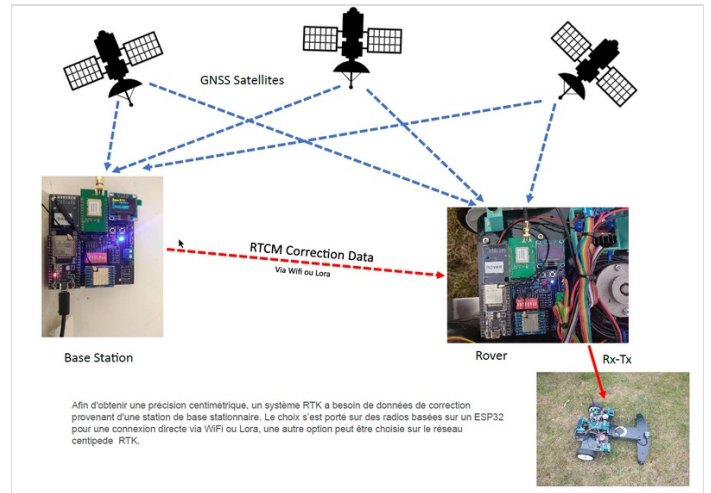 GNSS Satellites
RTCM Correction Data
Via Wifi ou Lora
Base Station
Rover
Rx-Tx
Afin d'obtenir une précision centimétrique, un système RTK a besoin de données de correction
provenant d'une station de base stationnaire. Le choix s'est porté sur des radios basées sur un ESP32
pour une connexion directe via WiFi ou Lora, une autre option peut être choisie sur le réseau
centipede  RTK.